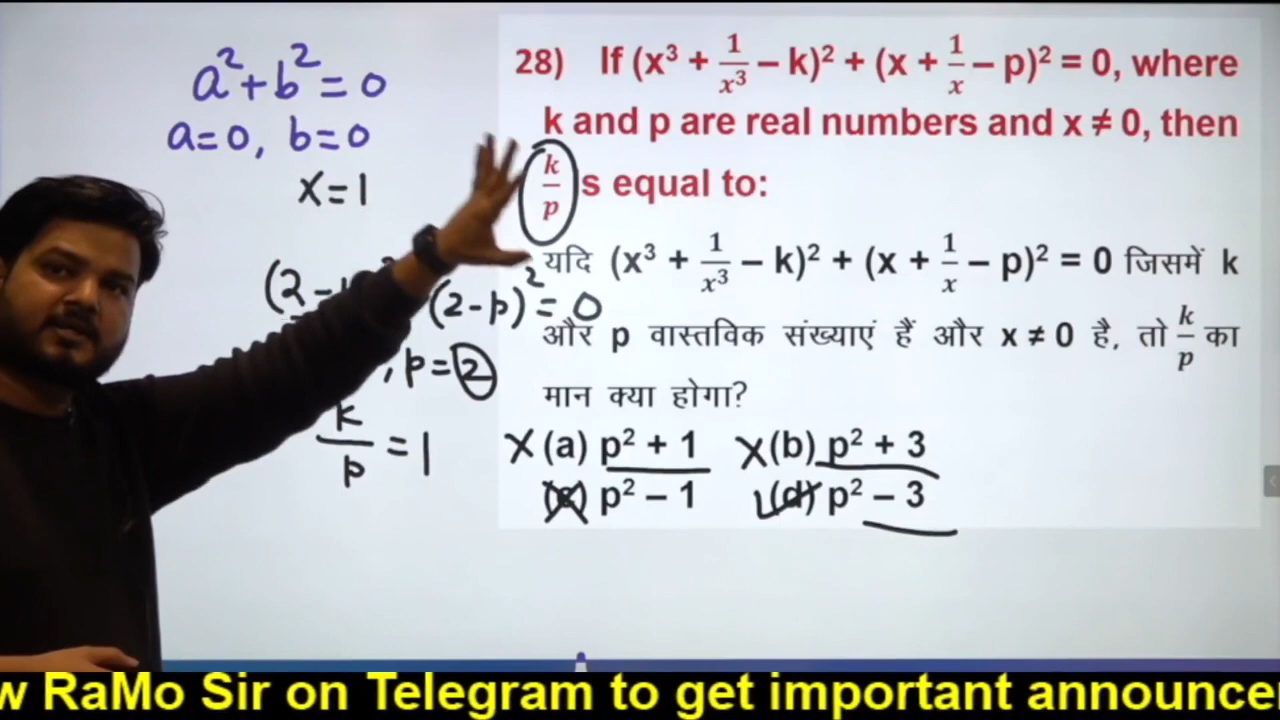 a² + b² = 0
a=0, b=0
x=1
(2-p)² = 0
, p=2
k/p = 1
28) If (x³ + 1/x³ – k)² + (x + 1/x – p)² = 0, where
k and p are real numbers and x ≠ 0, then
k/p s equal to:
यदि (x³ + 1/x³ – k)² + (x + 1/x – p)² = 0 जिसमें k
और p वास्तविक संख्याएं हैं और x ≠ 0 है, तो k/p का
मान क्या होगा?
X (a) p² + 1 X (b) p² + 3
(c) p² – 1 (d) p² – 3
w RaMo Sir on Telegram to get important announce